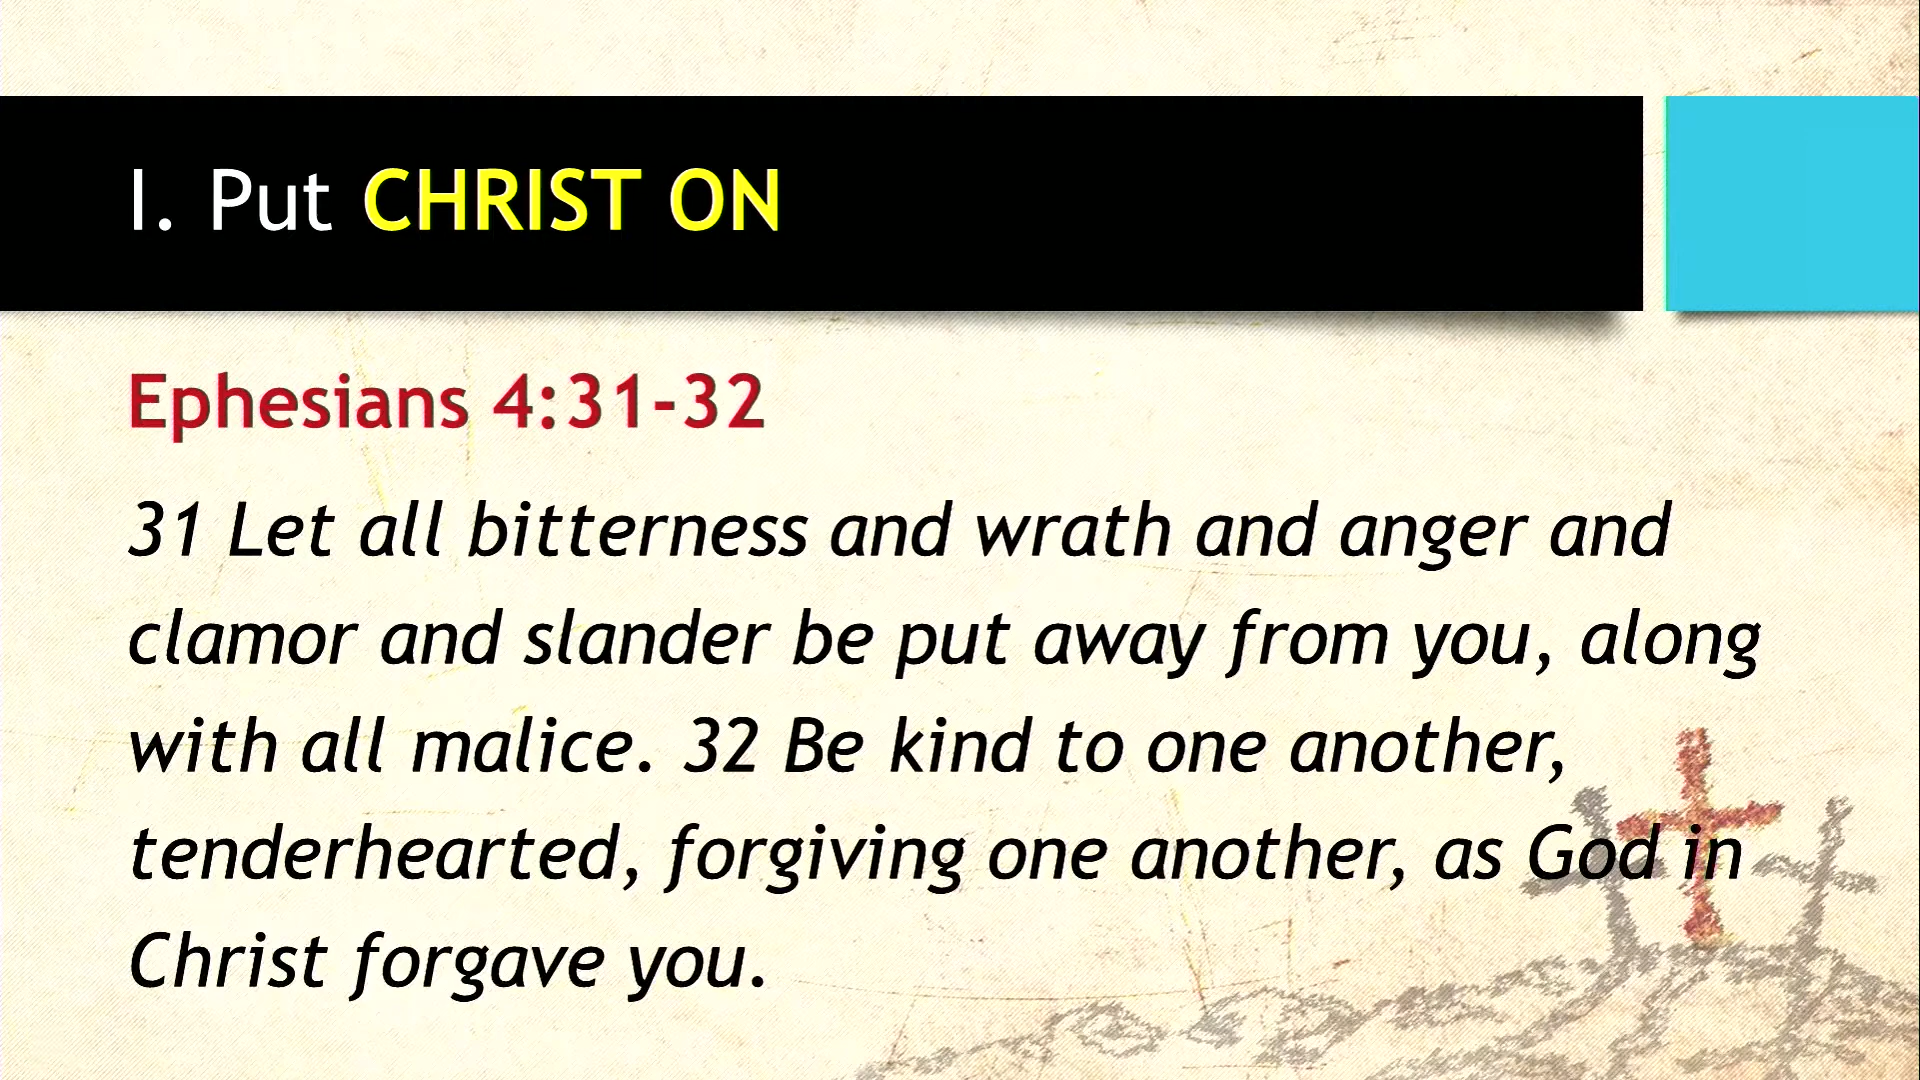 I. Put CHRIST ON
Ephesians 4:31-32
31 Let all bitterness and wrath and anger and
clamor and slander be put away from you, along
with all malice. 32 Be kind to one another,
tenderhearted, forgiving one another, as God in
Christ forgave you.